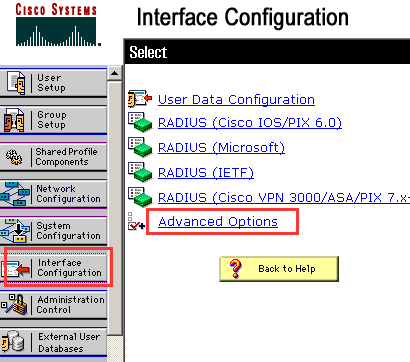 CISCO SYSTEMS
Interface Configuration
Select
User
Setup
Group
Setup
Shared Profile
Components
Network
Configuration
System
Configuration
Interface
Configuration
Administration
Control
External User
Databases
User Data Configuration
RADIUS (Cisco IOS/PIX 6.0)
RADIUS (Microsoft)
RADIUS (IETF)
RADIUS (Cisco VPN 3000/ASA/PIX 7.x+
Advanced Options
? Back to Help